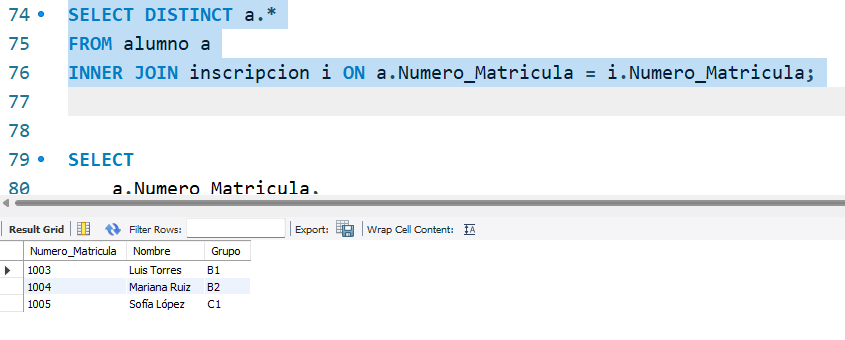 74 SELECT DISTINCT a.*
75 FROM alumno a
76 INNER JOIN inscripcion i ON a.Numero_Matricula = i.Numero_Matricula;
77
78
79 SELECT
80 a.Numero_Matricula,
Result Grid Filter Rows: Export: Wrap Cell Content: IA
Numero_Matricula Nombre Grupo
1003 Luis Torres B1
1004 Mariana Ruiz B2
1005 Sofía López C1